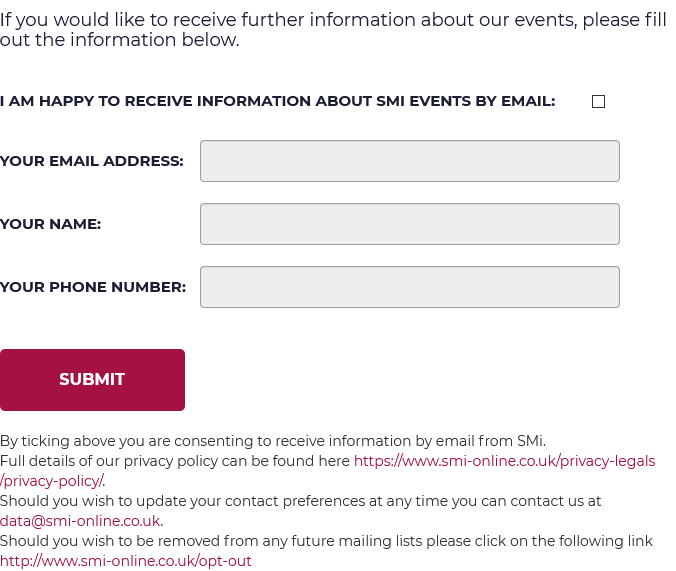 If you would like to receive further information about our events, please fill
out the information below.
I AM HAPPY TO RECEIVE INFORMATION ABOUT SMI EVENTS BY EMAIL:
YOUR EMAIL ADDRESS:
YOUR NAME:
YOUR PHONE NUMBER:
SUBMIT
By ticking above you are consenting to receive information by email from SMi.
Full details of our privacy policy can be found here https://www.smi-online.co.uk/privacy-legals
/privacy-policy/.
Should you wish to update your contact preferences at any time you can contact us at
data@smi-online.co.uk.
Should you wish to be removed from any future mailing lists please click on the following link
http://www.smi-online.co.uk/opt-out